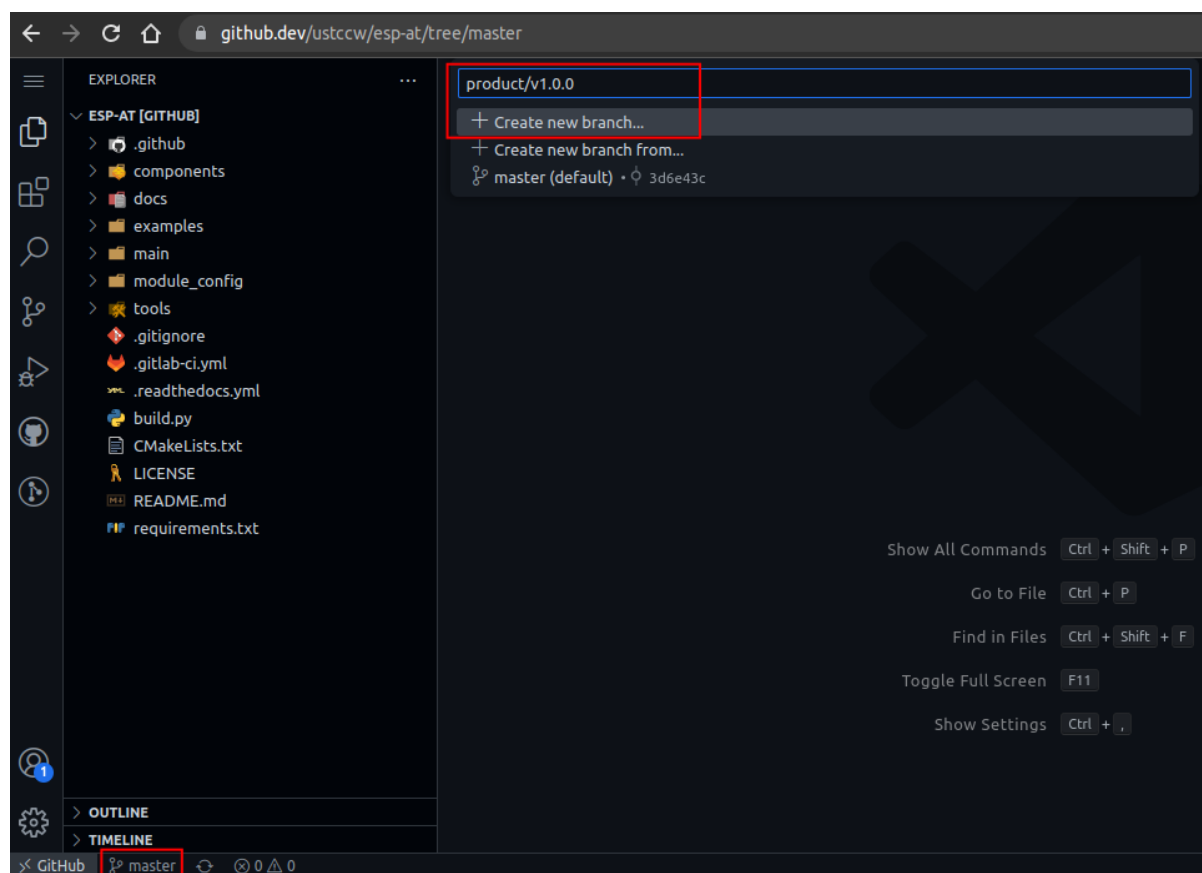 github.dev/ustccw/esp-at/tree/master
EXPLORER
ESP-AT [GITHUB]
.github
components
docs
examples
main
module_config
tools
.gitignore
.gitlab-ci.yml
.readthedocs.yml
build.py
CMakeLists.txt
LICENSE
README.md
requirements.txt
product/v1.0.0
+ Create new branch...
+ Create new branch from...
master (default) • 3d6e43c
Show All Commands Ctrl + Shift + P
Go to File Ctrl + P
Find in Files Ctrl + Shift + F
Toggle Full Screen F11
Show Settings Ctrl + ,
1
OUTLINE
TIMELINE
GitHub master 0 0